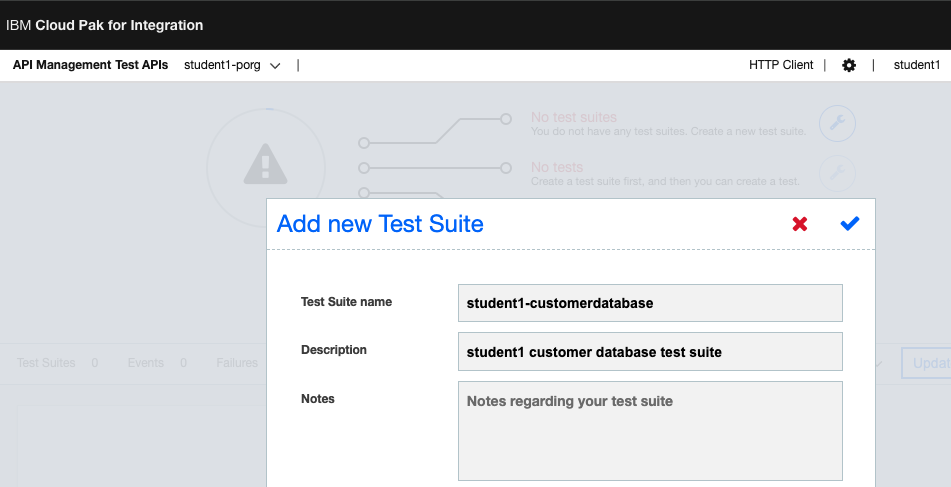 IBM Cloud Pak for Integration
API Management Test APIs student1-porg | HTTP Client | | student1
No test suites
You do not have any test suites. Create a new test suite.
No tests
Create a test suite first, and then you can create a test.
Add new Test Suite
Test Suite name student1-customerdatabase
Description student1 customer database test suite
Test Suites 0 Events 0 Failures
Notes Notes regarding your test suite